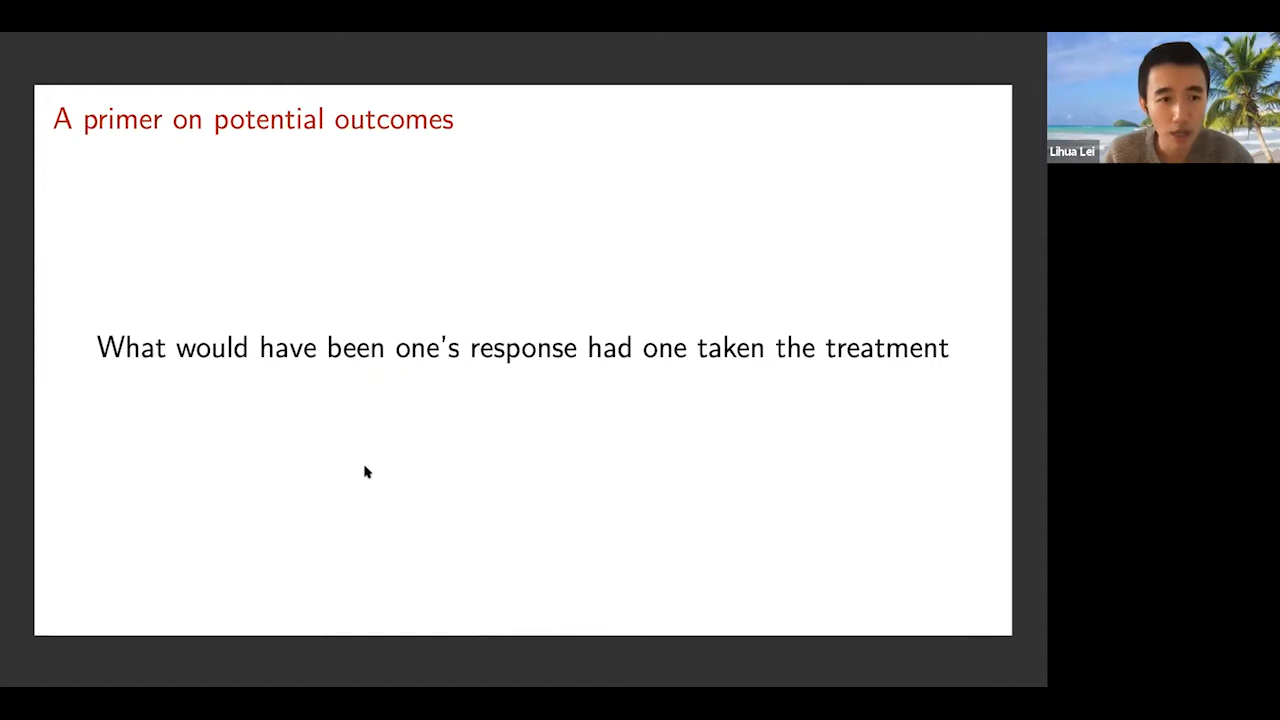 A primer on potential outcomes
Lihua Lei
What would have been one's response had one taken the treatment